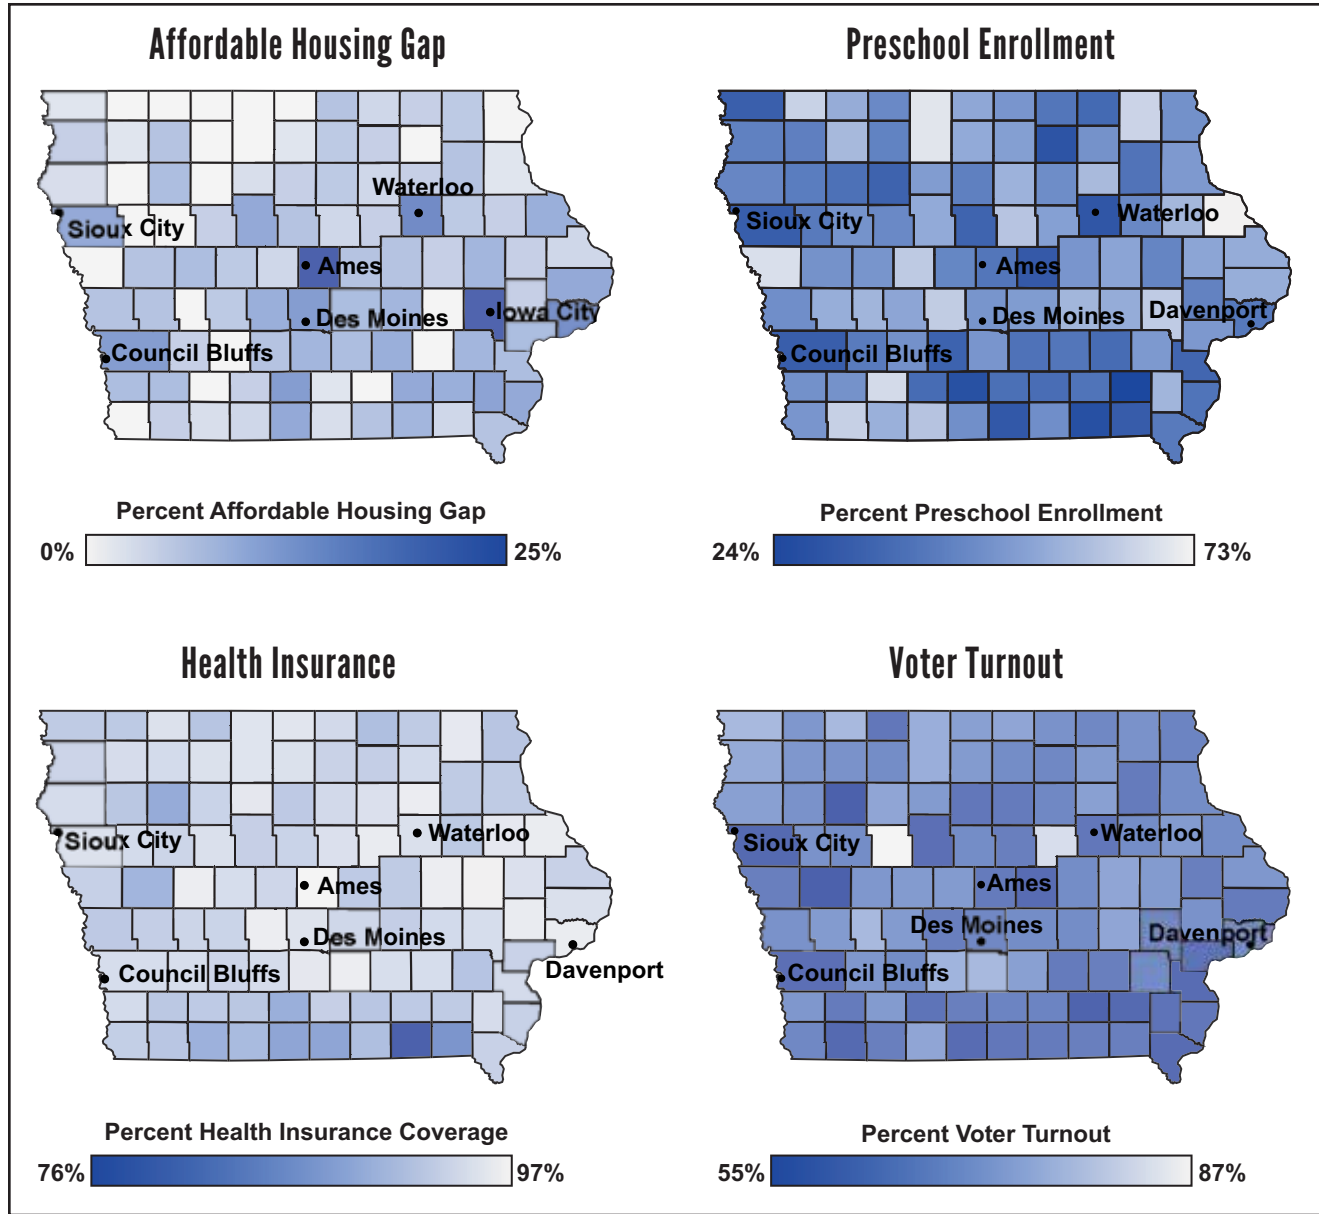 Affordable Housing Gap
Waterloo
Sioux City
Ames
Iowa City
Des Moines
Council Bluffs
Percent Affordable Housing Gap
0%
25%
Preschool Enrollment
Sioux City
Waterloo
Ames
Davenport
Des Moines
Council Bluffs
Percent Preschool Enrollment
24%
73%
Health Insurance
Sioux City
Waterloo
Ames
Des Moines
Council Bluffs
Davenport
Percent Health Insurance Coverage
76%
97%
Voter Turnout
Sioux City
Waterloo
Ames
Des Moines
Davenport
Council Bluffs
Percent Voter Turnout
55%
87%